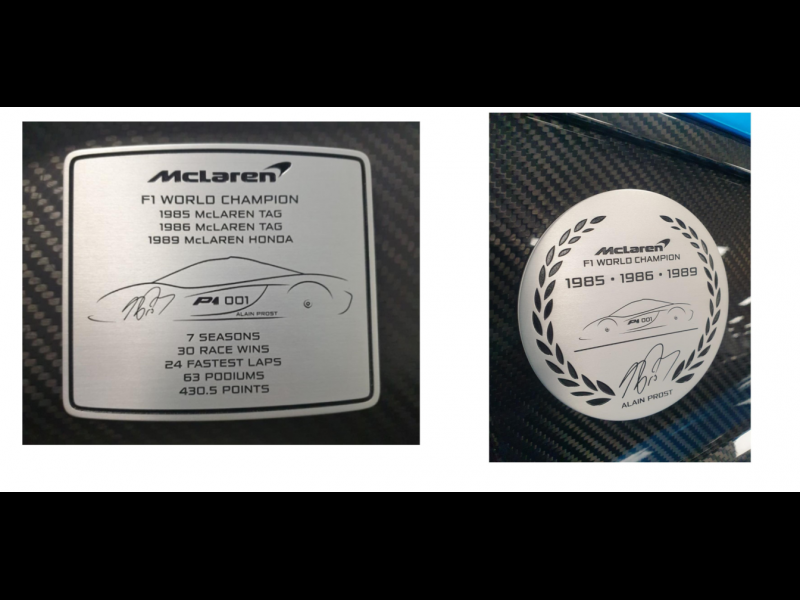 McLaren
F1 WORLD CHAMPION
1985 McLAREN TAG
1986 McLAREN TAG
1989 McLAREN HONDA
P1 001
ALAIN PROST
7 SEASONS
30 RACE WINS
24 FASTEST LAPS
63 PODIUMS
430.5 POINTS
McLaren
F1 WORLD CHAMPION
1985 • 1986 • 1989
P1 001
ALAIN PROST